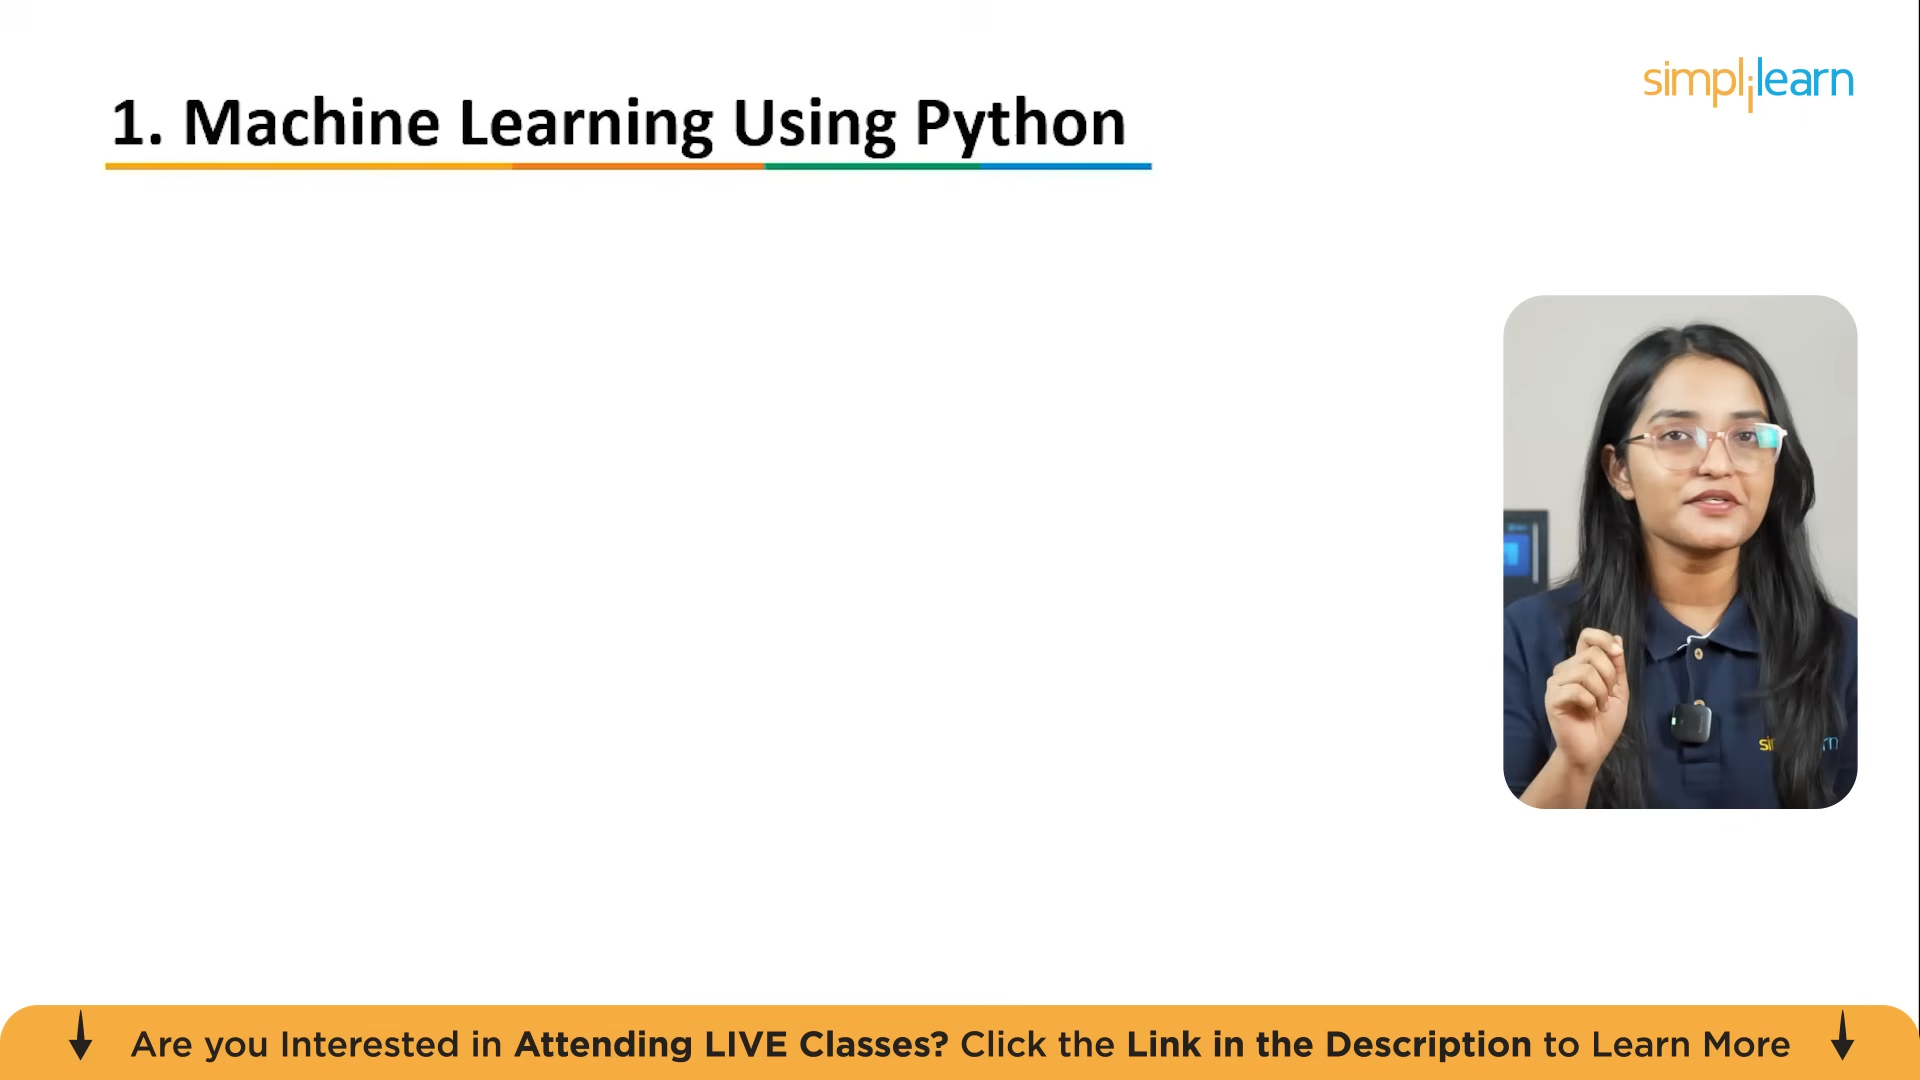 simplilearn
1. Machine Learning Using Python
Are you Interested in Attending LIVE Classes? Click the Link in the Description to Learn More